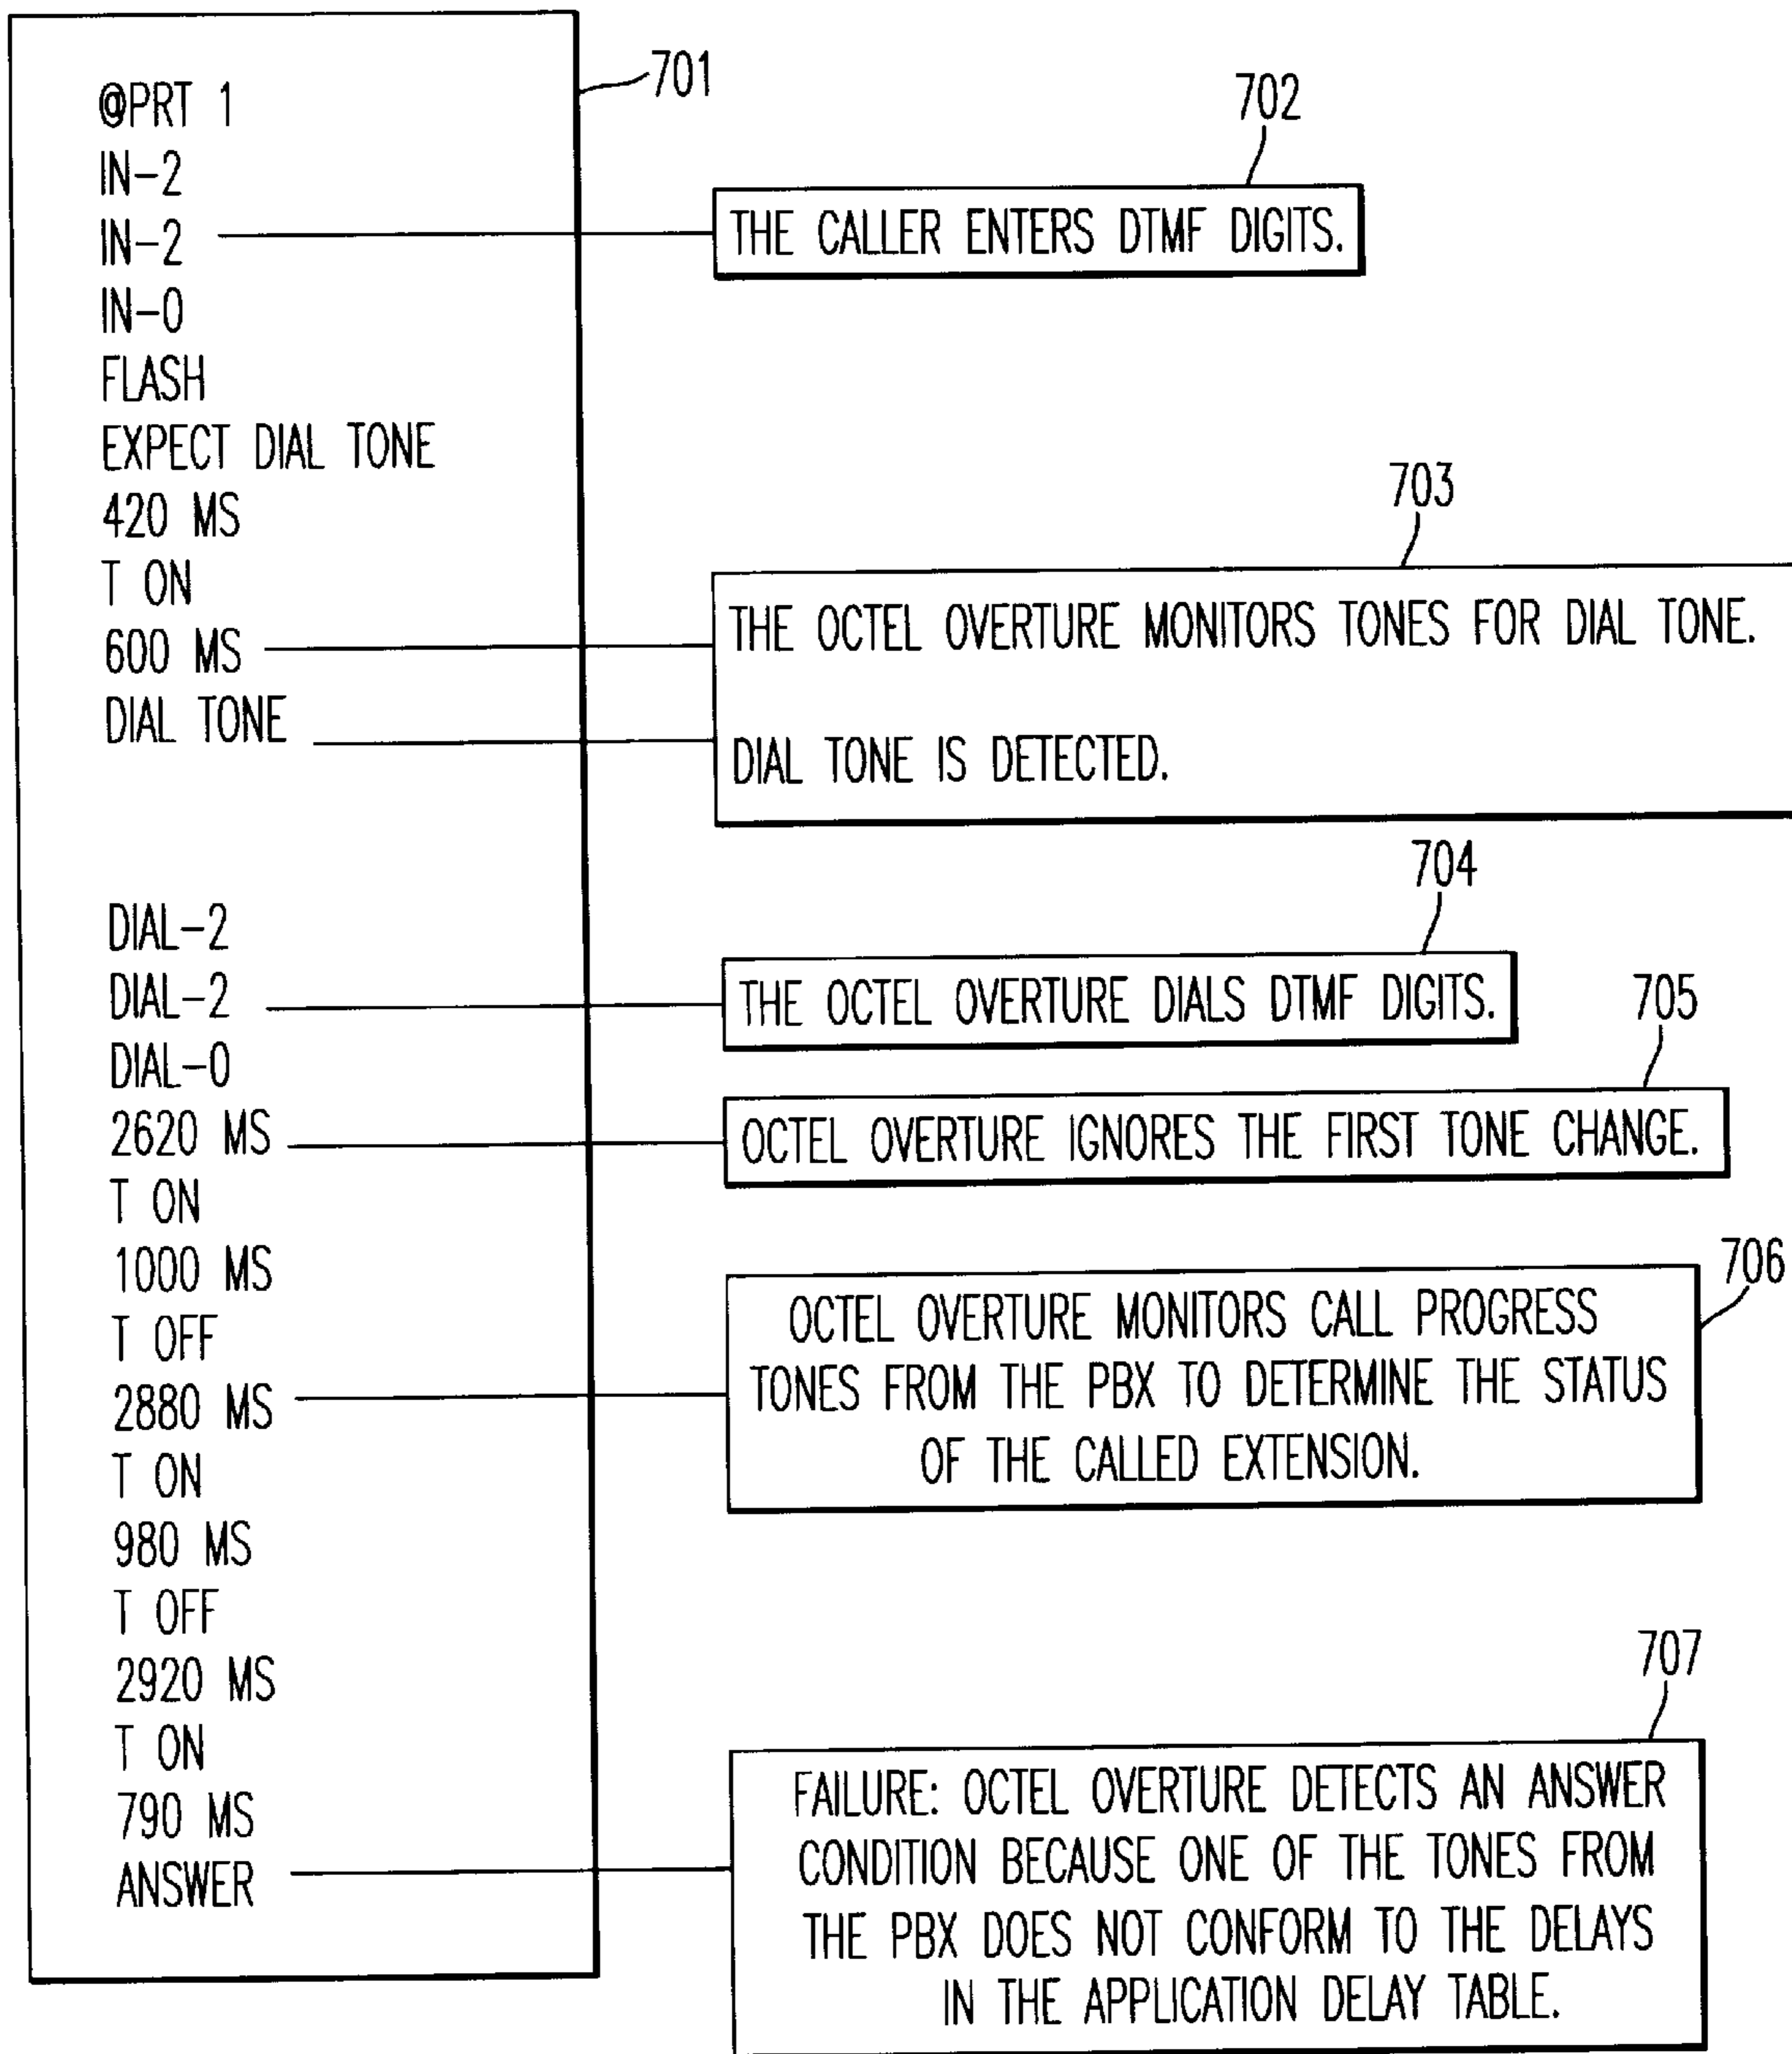 @PRT 1
IN-2
IN-2
IN-0
FLASH
EXPECT DIAL TONE
420 MS
T ON
600 MS
DIAL TONE
DIAL-2
DIAL-2
DIAL-0
2620 MS
T ON
1000 MS
T OFF
2880 MS
T ON
980 MS
T OFF
2920 MS
T ON
790 MS
ANSWER
701
702
THE CALLER ENTERS DTMF DIGITS.
703
THE OCTEL OVERTURE MONITORS TONES FOR DIAL TONE.
DIAL TONE IS DETECTED.
704
THE OCTEL OVERTURE DIALS DTMF DIGITS.
705
OCTEL OVERTURE IGNORES THE FIRST TONE CHANGE.
706
OCTEL OVERTURE MONITORS CALL PROGRESS
TONES FROM THE PBX TO DETERMINE THE STATUS
OF THE CALLED EXTENSION.
707
FAILURE: OCTEL OVERTURE DETECTS AN ANSWER
CONDITION BECAUSE ONE OF THE TONES FROM
THE PBX DOES NOT CONFORM TO THE DELAYS
IN THE APPLICATION DELAY TABLE.